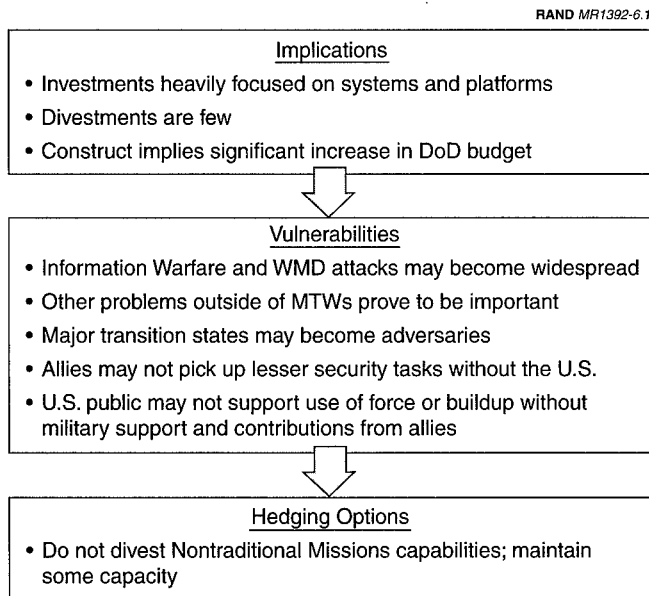 RAND MR1392-6.1
Implications
• Investments heavily focused on systems and platforms
• Divestments are few
• Construct implies significant increase in DoD budget
Vulnerabilities
• Information Warfare and WMD attacks may become widespread
• Other problems outside of MTWs prove to be important
• Major transition states may become adversaries
• Allies may not pick up lesser security tasks without the U.S.
• U.S. public may not support use of force or buildup without
military support and contributions from allies
Hedging Options
• Do not divest Nontraditional Missions capabilities; maintain
some capacity